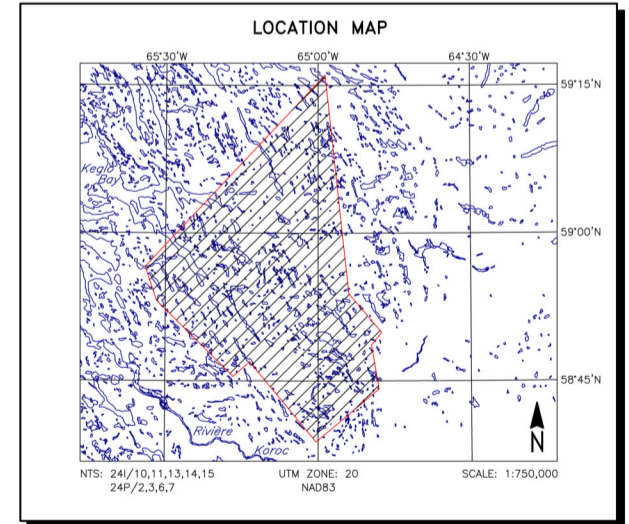 LOCATION MAP
65°30'W 65°00'W 64°30'W
59°15'N
Keglo
Bay
59°00'N
58°45'N
Rivière
Koroc
N
NTS: 24I/10,11,13,14,15 UTM ZONE: 20 SCALE: 1:750,000
24P/2,3,6,7 NAD83